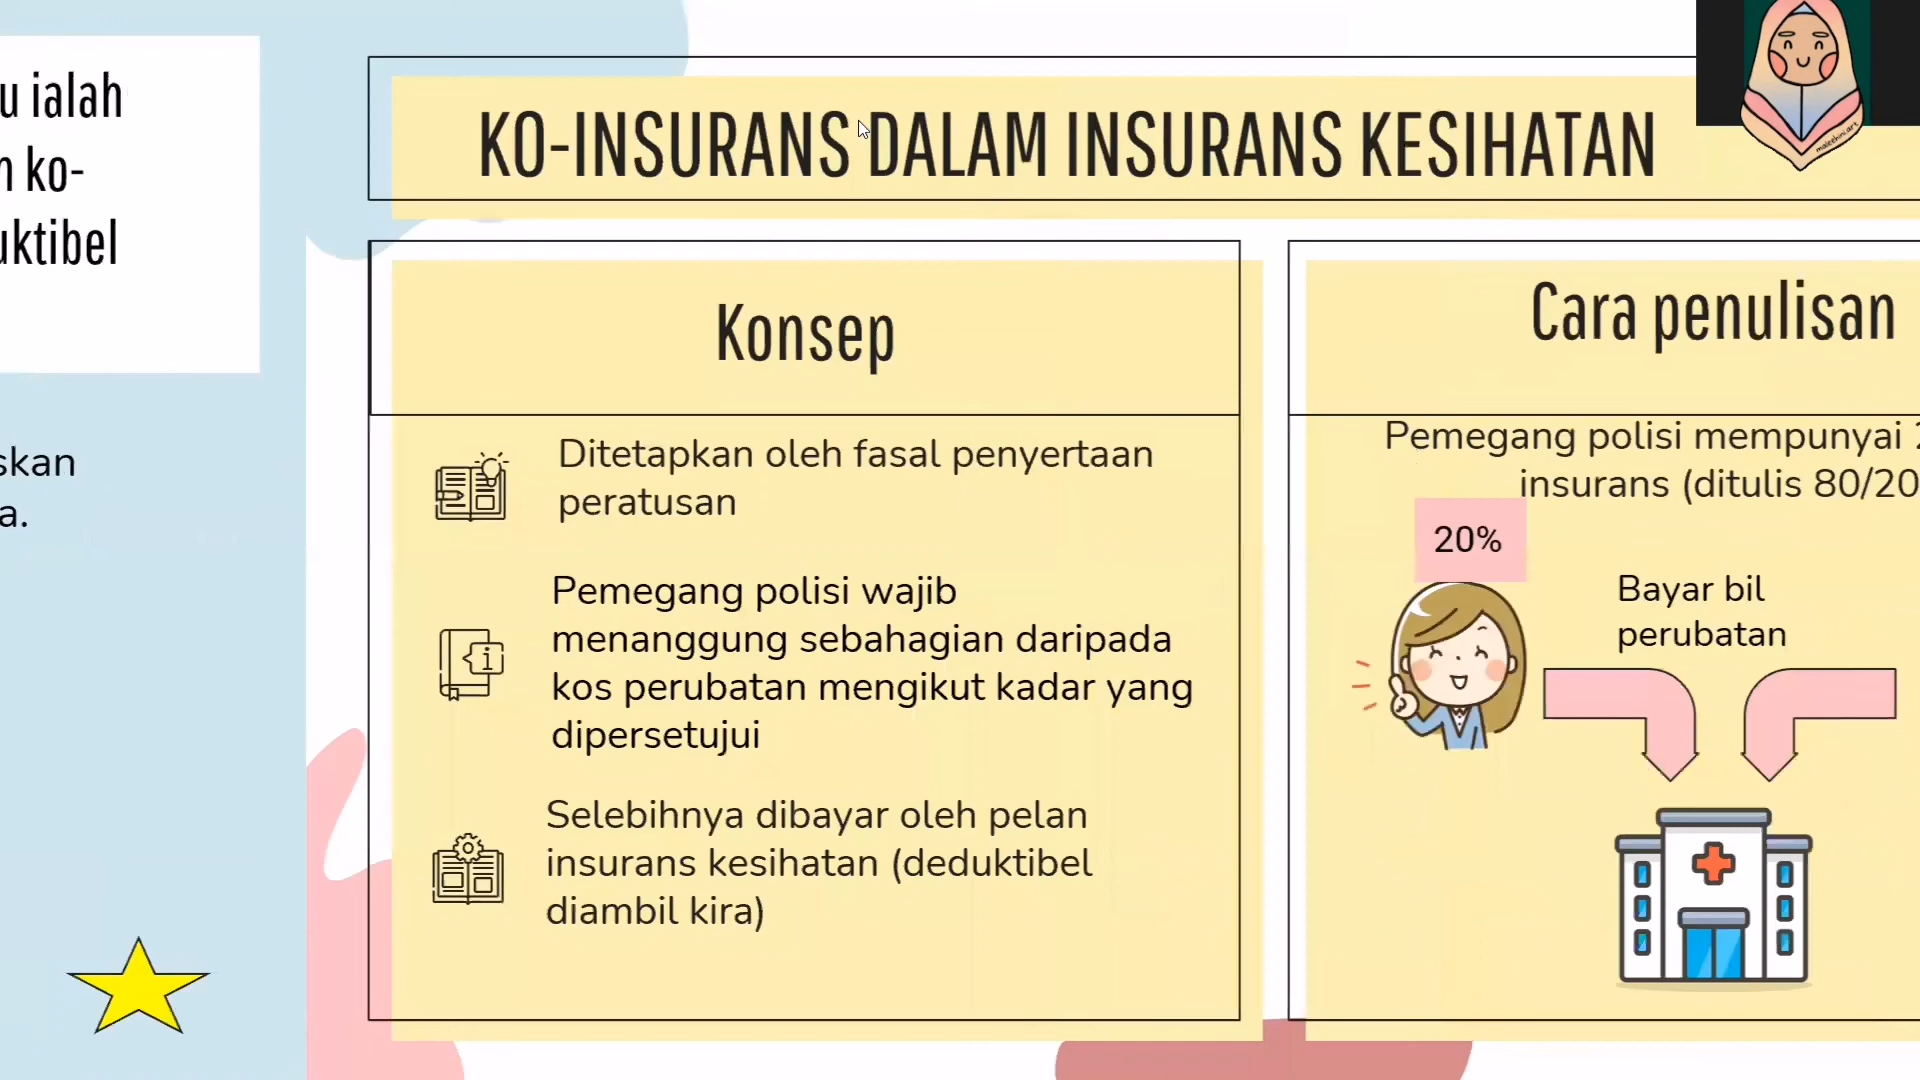 u ialah
ko-
uktibel
skan
a.
KO-INSURANS DALAM INSURANS KESIHATAN
Konsep
Ditetapkan oleh fasal penyertaan
peratusan
Pemegang polisi wajib
menanggung sebahagian daripada
kos perubatan mengikut kadar yang
dipersetujui
Selebihnya dibayar oleh pelan
insurans kesihatan (deduktibel
diambil kira)
Cara penulisan
Pemegang polisi mempunyai
insurans (ditulis 80/20
20%
Bayar bil
perubatan